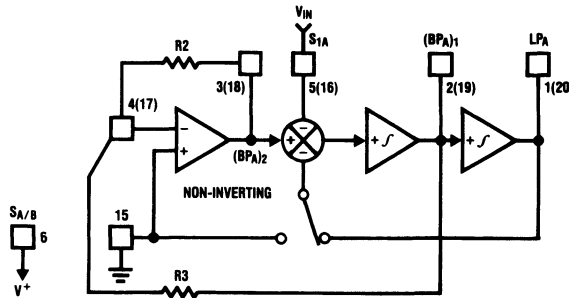 V_IN
S_1A
(BP_A)_1
LP_A
R2
3(18)
5(16)
2(19)
1(20
4(17)
−
+
(BP_A)_2
+
−
−
+ ∫
+ ∫
NON-INVERTING
S_A/B
6
15
V+
R3